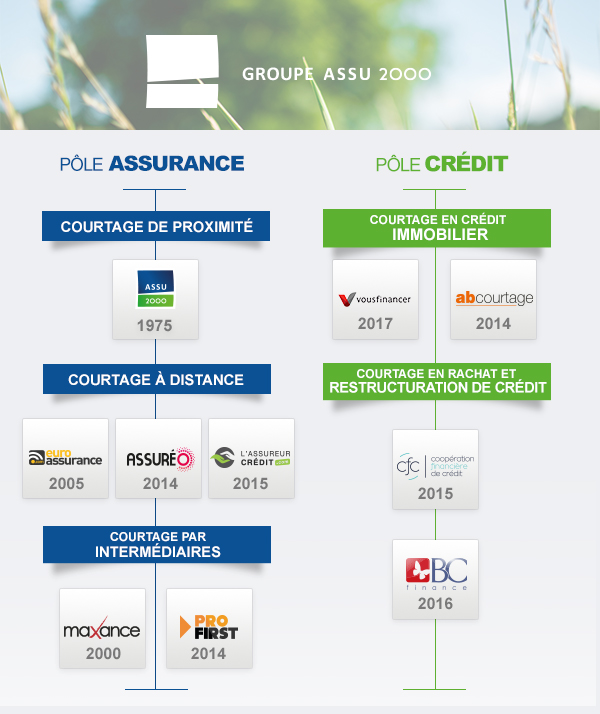 GROUPE ASSU 2000
PÔLE ASSURANCE
COURTAGE DE PROXIMITÉ
ASSU
2000
1975
COURTAGE À DISTANCE
euro
assurance
2005
ASSURÉO
2014
L'ASSUREUR
CRÉDIT.com
2015
COURTAGE PAR
INTERMÉDIAIRES
maxance
2000
PRO
FIRST
2014
PÔLE CRÉDIT
COURTAGE EN CRÉDIT
IMMOBILIER
vousfinancer
2017
abcourtage
2014
COURTAGE EN RACHAT ET
RESTRUCTURATION DE CRÉDIT
cfc
coopération
financière
de crédit
2015
BC
finance
2016